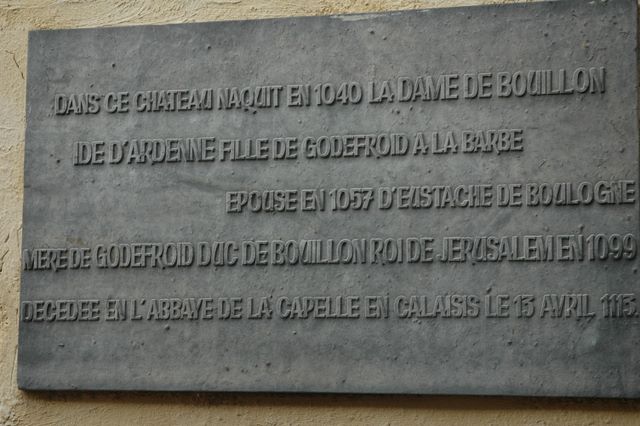 DANS CE CHATEAU NAQUIT EN 1040 LA DAME DE BOUILLON
IDE D'ARDENNE FILLE DE GODEFROID A LA BARBE
EPOUSE EN 1057 D'EUSTACHE DE BOULOGNE
MERE DE GODEFROID DUC DE BOUILLON ROI DE JERUSALEM EN 1099
DECEDEE EN L'ABBAYE DE LA CAPELLE EN CALAISIS LE 13 AVRIL 1113.